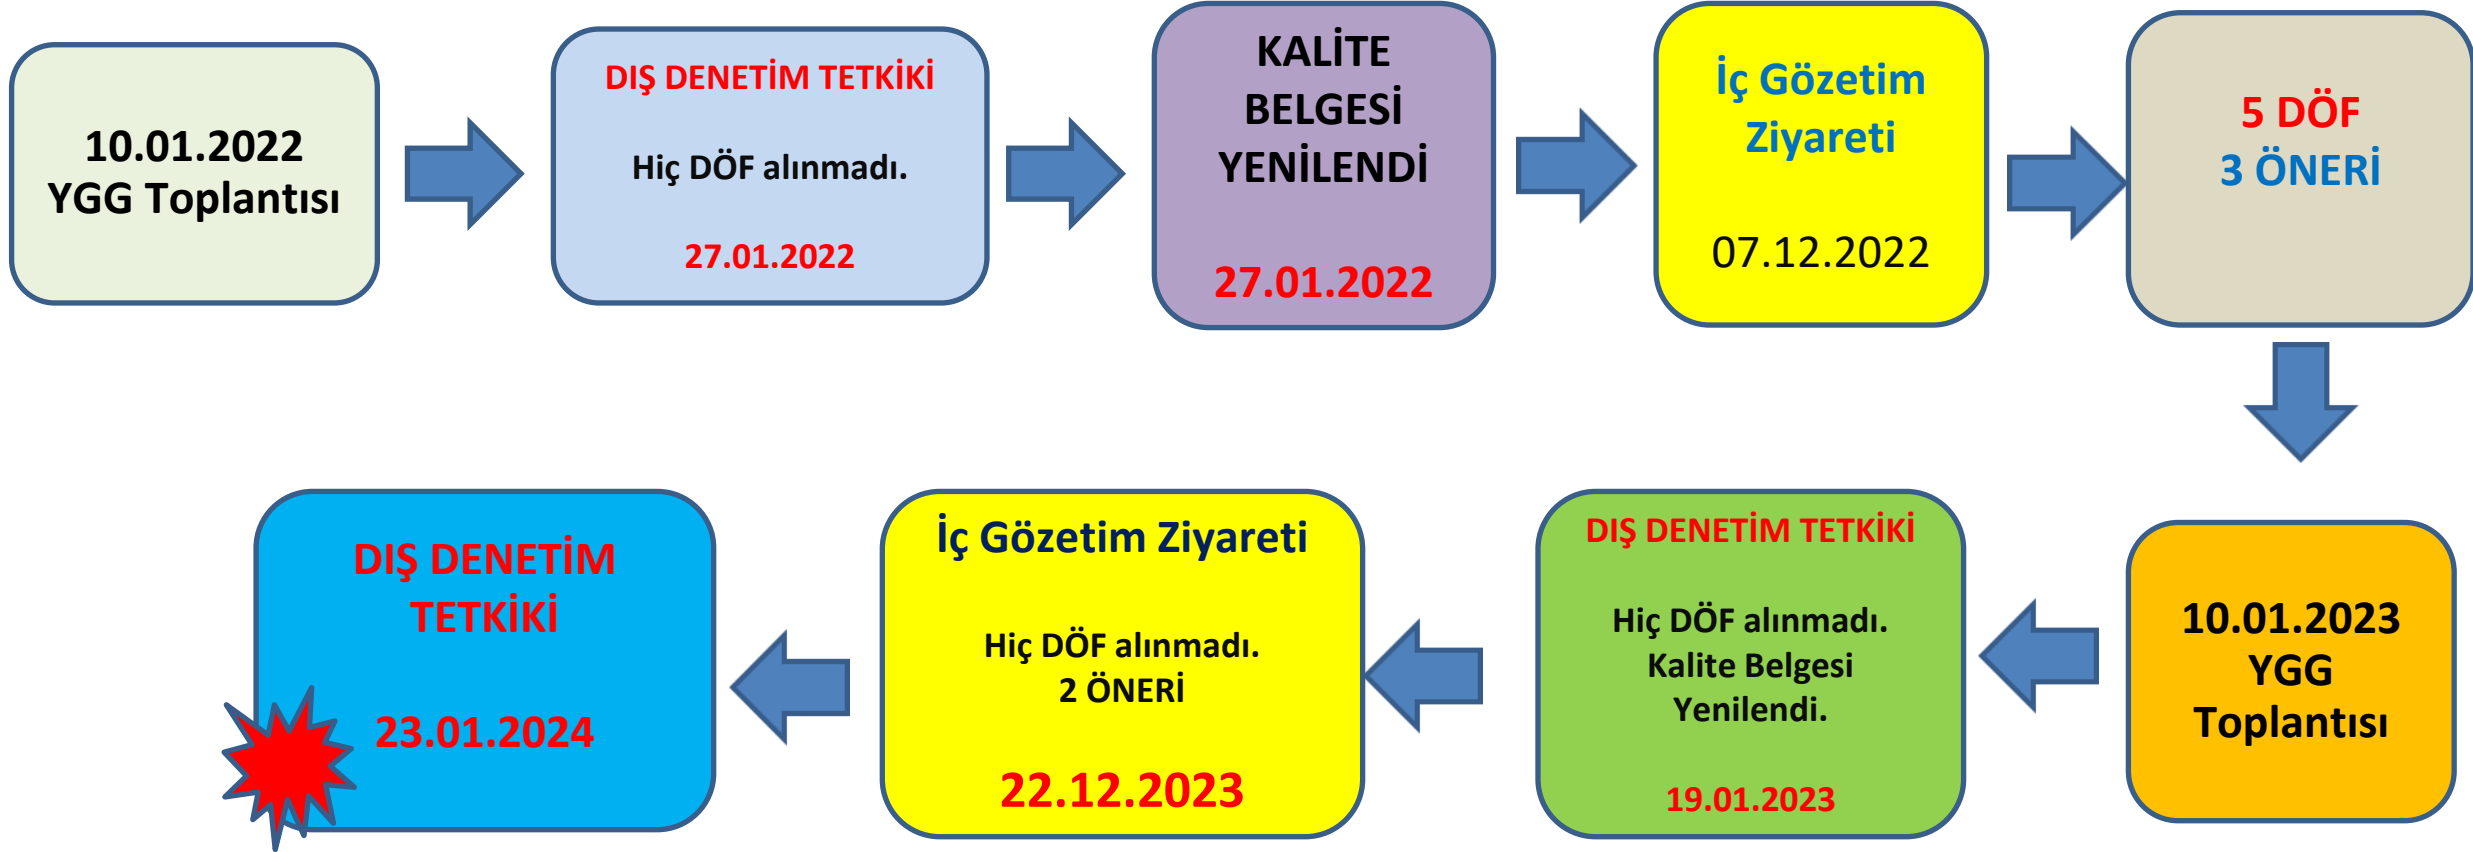 10.01.2022
YGG Toplantısı
DIŞ DENETİM TETKİKİ
Hiç DÖF alınmadı.
27.01.2022
KALİTE
BELGESİ
YENİLENDİ
27.01.2022
İç Gözetim
Ziyareti
07.12.2022
5 DÖF
3 ÖNERİ
10.01.2023
YGG
Toplantısı
DIŞ DENETİM TETKİKİ
Hiç DÖF alınmadı.
Kalite Belgesi
Yenilendi.
19.01.2023
İç Gözetim Ziyareti
Hiç DÖF alınmadı.
2 ÖNERİ
22.12.2023
DIŞ DENETİM
TETKİKİ
23.01.2024